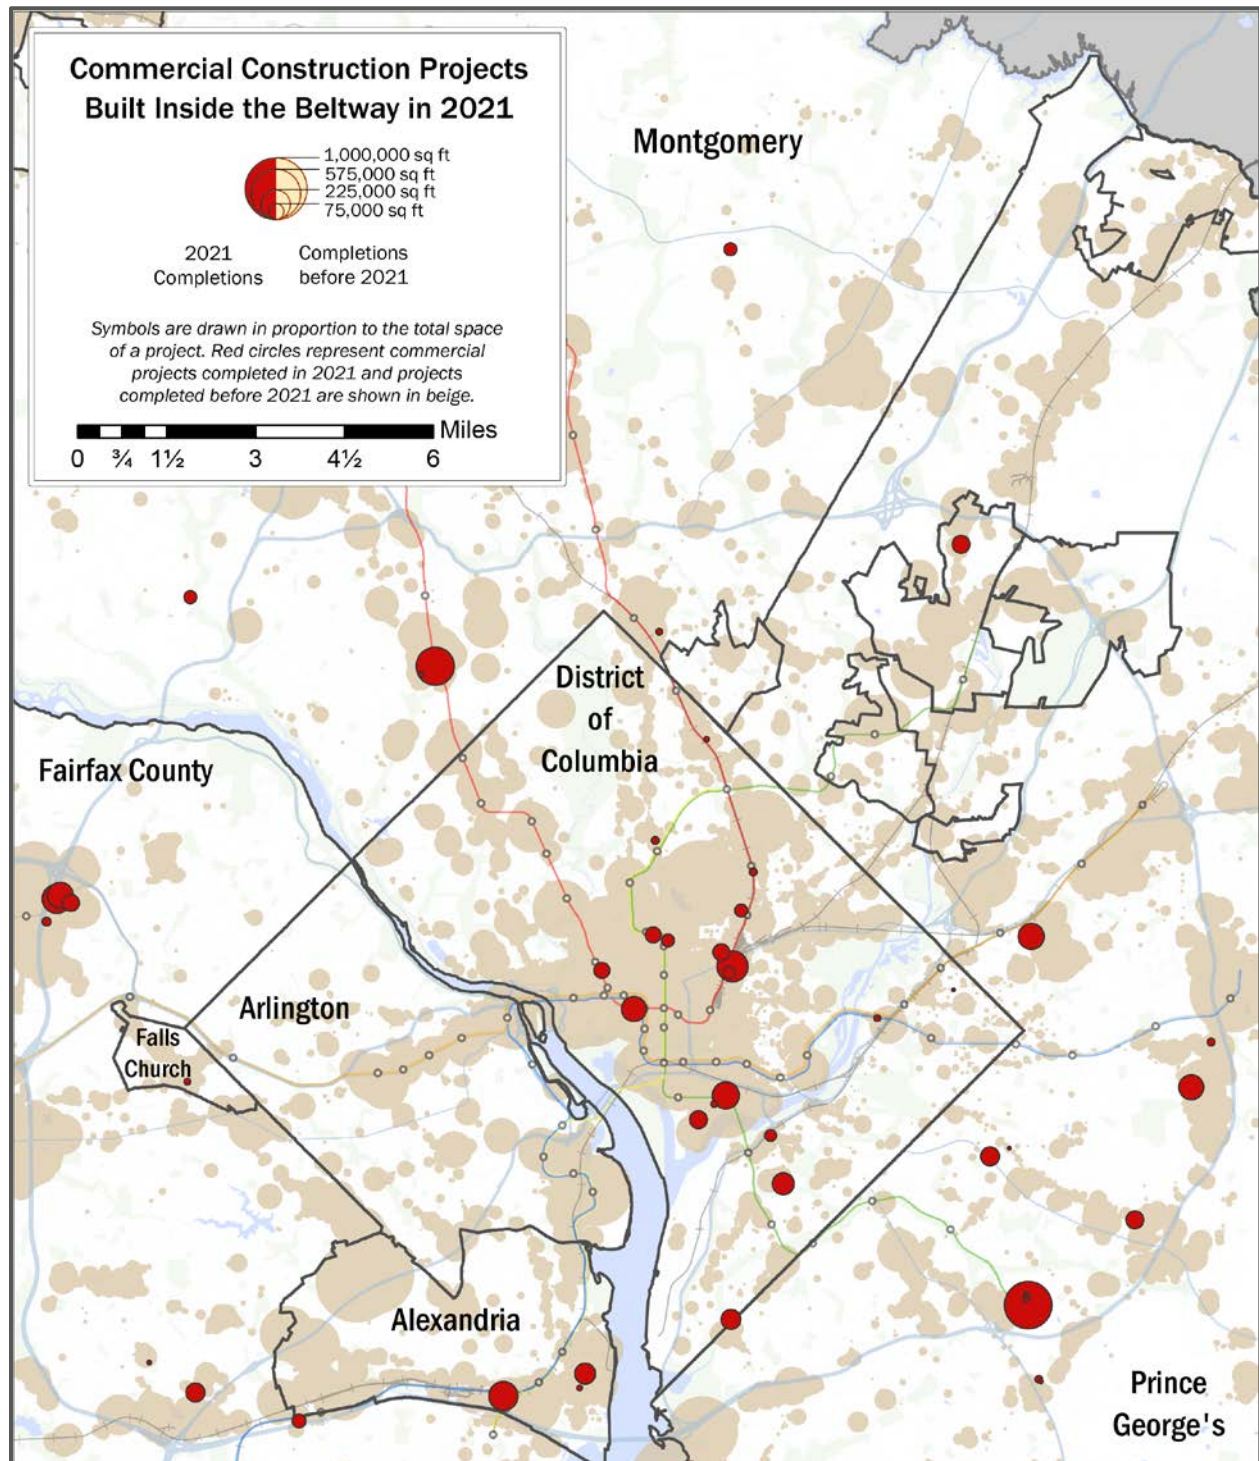 Commercial Construction Projects
Built Inside the Beltway in 2021
1,000,000 sq ft
575,000 sq ft
225,000 sq ft
75,000 sq ft
2021
Completions
Completions
before 2021
Symbols are drawn in proportion to the total space
of a project. Red circles represent commercial
projects completed in 2021 and projects
completed before 2021 are shown in beige.
Miles
0 ¾ 1½ 3 4½ 6
Montgomery
District
of
Columbia
Fairfax County
Arlington
Falls
Church
Alexandria
Prince
George's